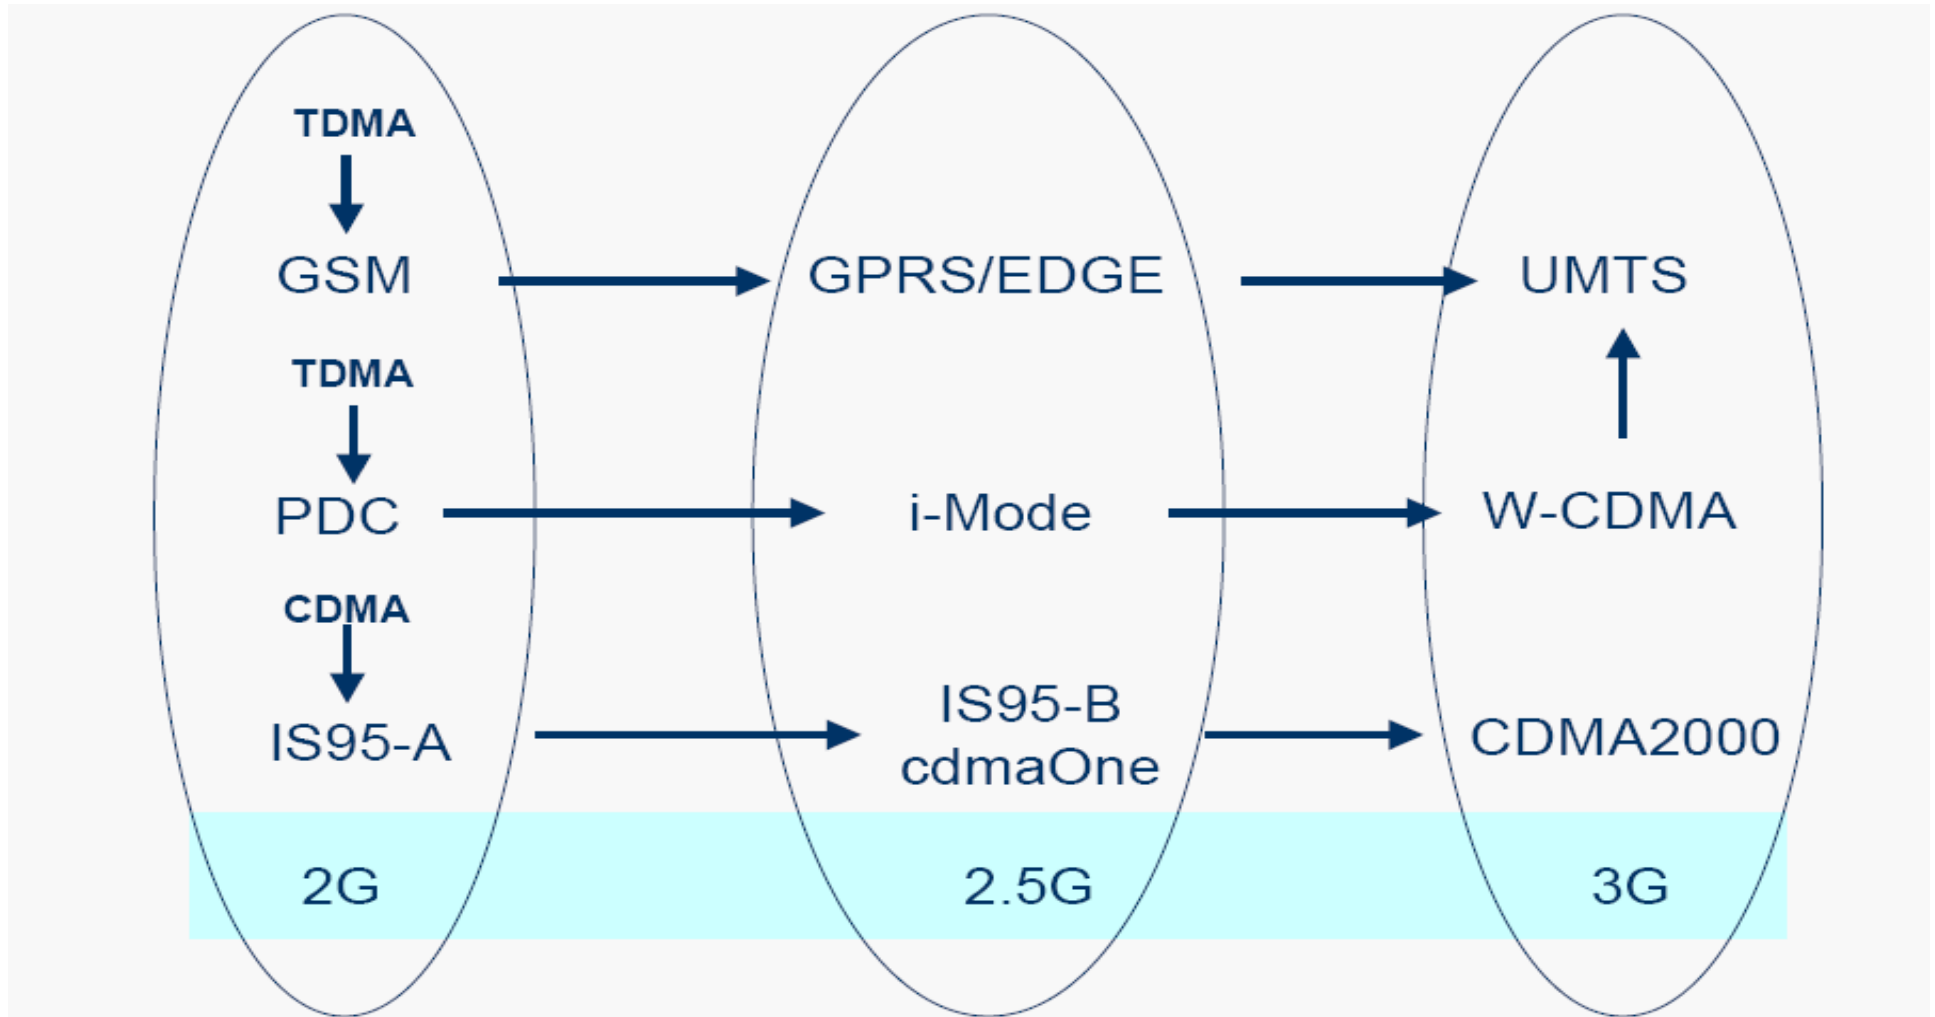 TDMA
GSM
GPRS/EDGE
UMTS
TDMA
PDC
i-Mode
W-CDMA
CDMA
IS95-A
IS95-B
cdmaOne
CDMA2000
2G
2.5G
3G